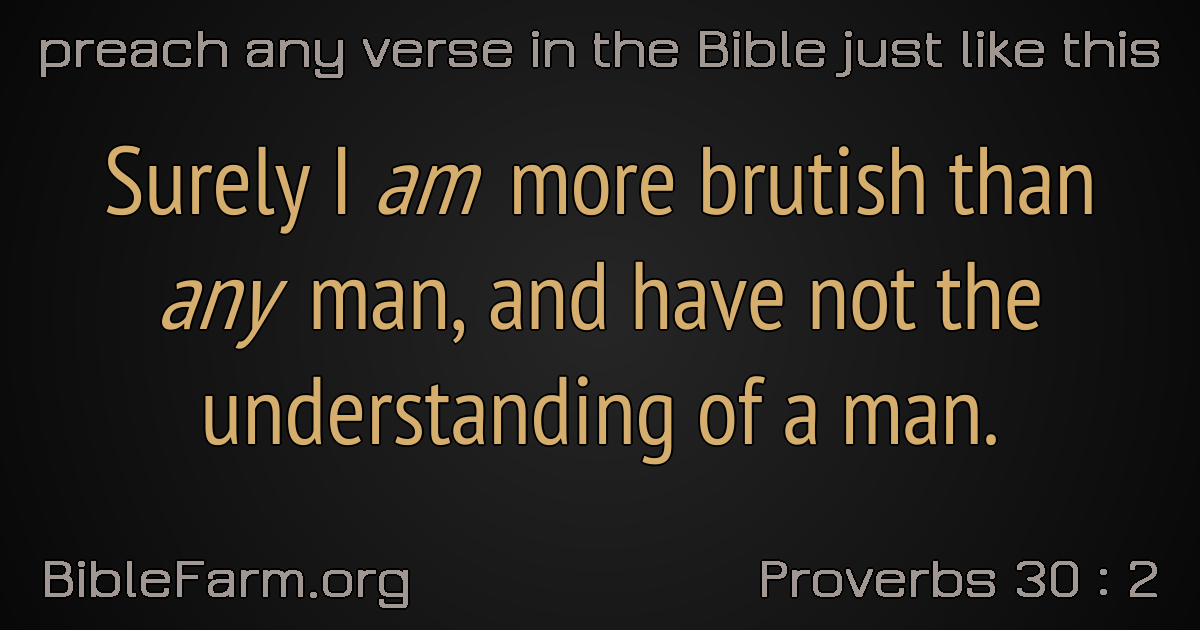 preach any verse in the Bible just like this
Surely I am more brutish than
any man, and have not the
understanding of a man.
BibleFarm.org
Proverbs 30 : 2